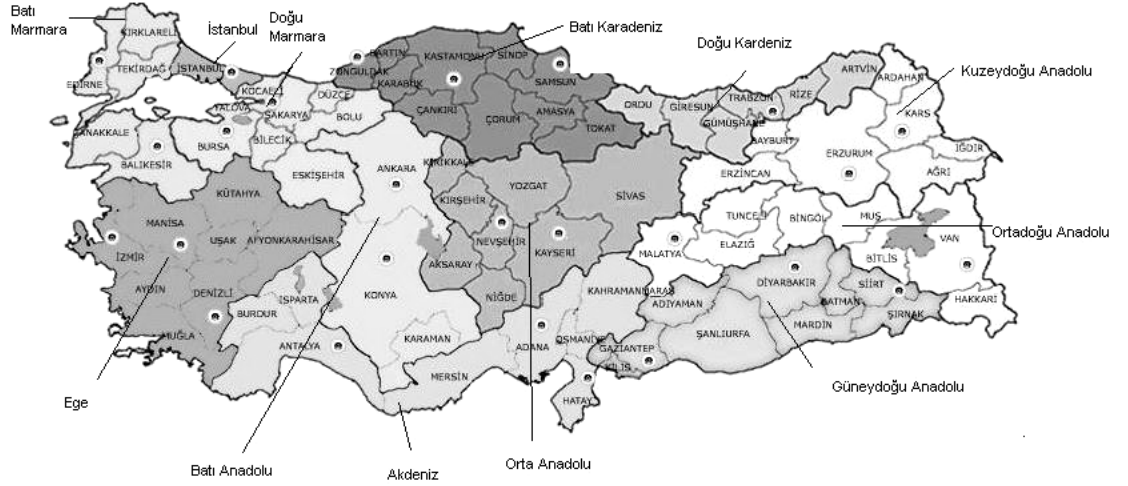 Batı
Marmara
İstanbul
Doğu
Marmara
Batı Karadeniz
Doğu Kardeniz
Kuzeydoğu Anadolu
KIRKLARELİ
EDİRNE
TEKİRDAĞ
İSTANBUL
KOCAELİ
YALOVA
SAKARYA
DÜZCE
BOLU
ZONGULDAK
BARTIN
KARABÜK
KASTAMONU
SİNOP
SAMSUN
ÇANKIRI
ÇORUM
AMASYA
TOKAT
ORDU
GİRESUN
TRABZON
GÜMÜŞHANE
RİZE
ARTVİN
ARDAHAN
KARS
BAYBURT
ERZURUM
IĞDIR
AĞRI
ERZİNCAN
ÇANAKKALE
BALIKESİR
BURSA
BİLECİK
ESKİŞEHİR
ANKARA
KIRIKKALE
KIRŞEHİR
YOZGAT
SİVAS
TUNCELİ
BİNGÖL
MUŞ
ELAZIĞ
MALATYA
BİTLİS
VAN
HAKKARİ
Ortadoğu Anadolu
KÜTAHYA
MANİSA
UŞAK
AFYONKARAHİSAR
İZMİR
AYDIN
DENİZLİ
MUĞLA
ISPARTA
BURDUR
ANTALYA
KONYA
KARAMAN
AKSARAY
NEVŞEHİR
NİĞDE
KAYSERİ
KAHRAMANMARAŞ
ADANA
OSMANİYE
MERSİN
HATAY
GAZİANTEP
KİLİS
ADIYAMAN
ŞANLIURFA
DİYARBAKIR
MARDİN
BATMAN
SİİRT
ŞIRNAK
Güneydoğu Anadolu
Ege
Batı Anadolu
Akdeniz
Orta Anadolu